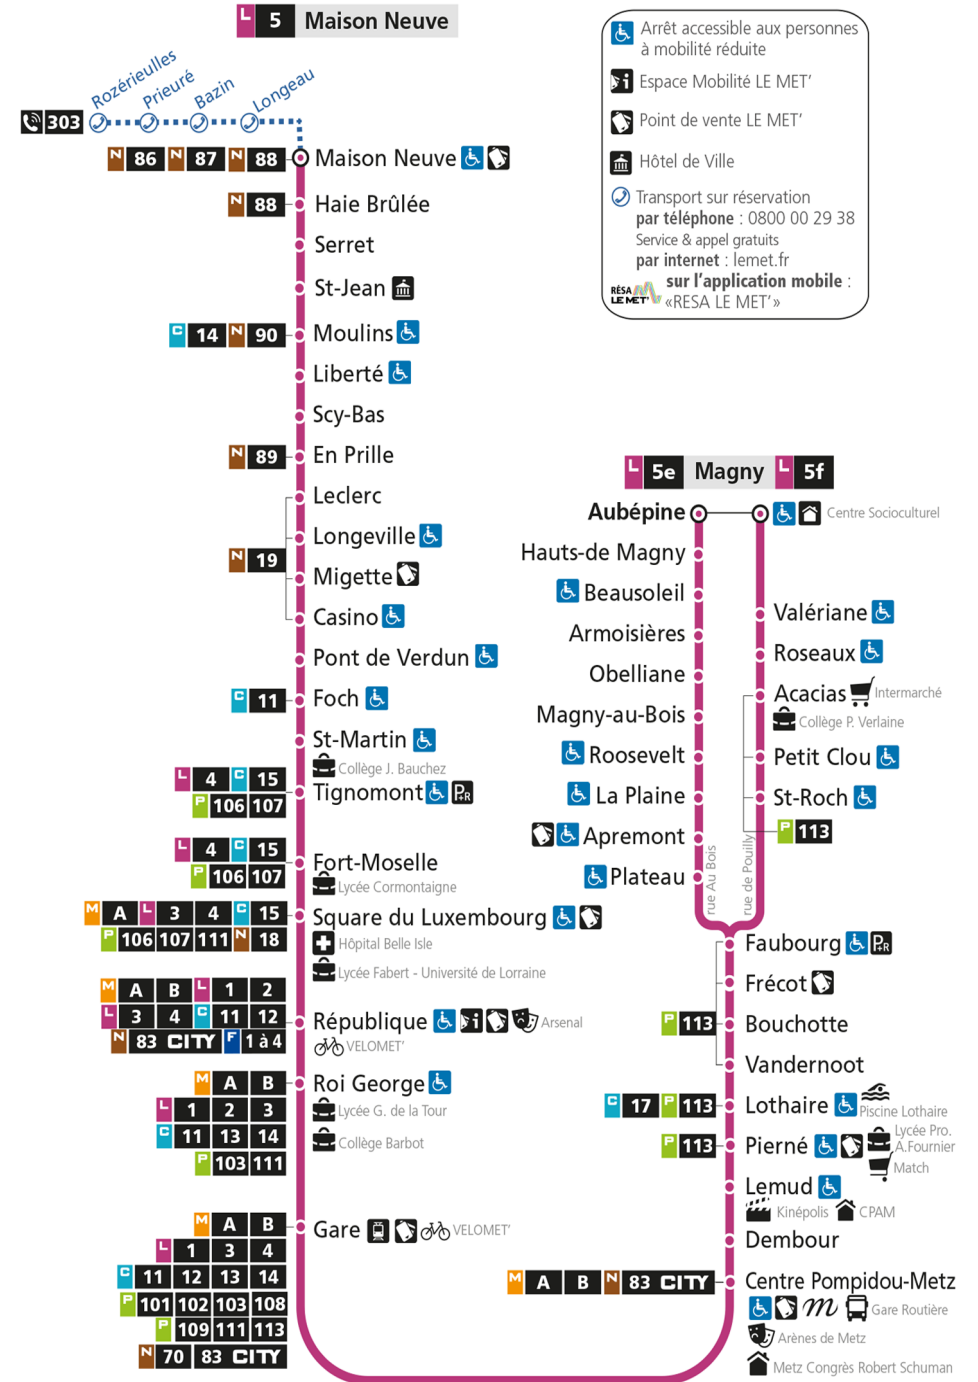 L 5 Maison Neuve
Rozérieulles
Prieuré
Bazin
Longeau
303
N 86 N 87 N 88 Maison Neuve
N 88 Haie Brûlée
Serret
St-Jean
C 14 N 90 Moulins
Liberté
Scy-Bas
N 89 En Prille
Leclerc
Longeville
N 19
Migette
Casino
Pont de Verdun
C 11 Foch
St-Martin
Collège J. Bauchez
L 4 C 15
P 106 107
Tignomont P+R
L 4 C 15
P 106 107
Fort-Moselle
Lycée Cormontaigne
M A L 3 4 C 15
P 106 107 111 N 18
Square du Luxembourg
Hôpital Belle Isle
Lycée Fabert - Université de Lorraine
M A B L 1 2
L 3 4 C 11 12
N 83 CITY F 1 à 4
République i Arsenal
VELOMET’
M A B
L 1 2 3
C 11 13 14
P 103 111
Roi George
Lycée G. de la Tour
Collège Barbot
M A B
L 1 3 4
C 11 12 13 14
P 101 102 103 108
P 109 111 113
N 70 83 CITY
Gare VELOMET’
Arrêt accessible aux personnes
à mobilité réduite
i Espace Mobilité LE MET’
Point de vente LE MET’
Hôtel de Ville
Transport sur réservation
par téléphone : 0800 00 29 38
Service & appel gratuits
par internet : lemet.fr
RÉSA
LE MET’
sur l’application mobile :
«RESA LE MET’»
L 5e Magny L 5f
Aubépine
Centre Socioculturel
Hauts-de Magny
Beausoleil
Armoisières
Obelliane
Magny-au-Bois
Roosevelt
La Plaine
Apremont
Plateau
rue Au Bois
rue de Pouilly
Valériane
Roseaux
Acacias Intermarché
Collège P. Verlaine
Petit Clou
St-Roch
P 113
Faubourg P+R
Frécot
P 113 Bouchotte
Vandernoot
C 17 P 113 Lothaire
Piscine Lothaire
P 113 Pierné
Lycée Pro.
A.Fournier
Match
Lemud
Kinépolis CPAM
Dembour
M A B N 83 CITY Centre Pompidou-Metz
m Gare Routière
Arènes de Metz
Metz Congrès Robert Schuman